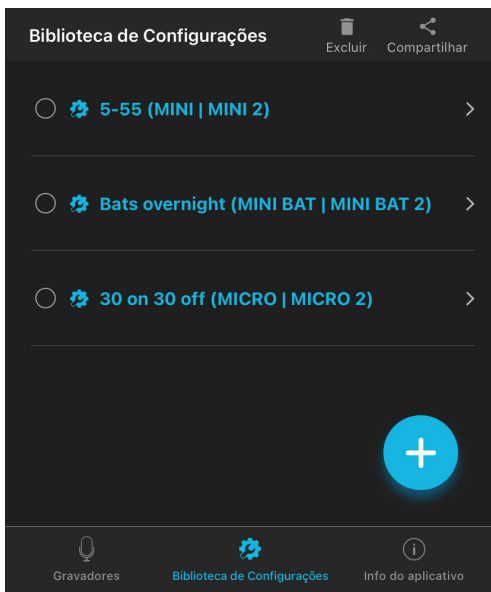 Biblioteca de Configurações
Excluir
Compartilhar
5-55 (MINI | MINI 2)
Bats overnight (MINI BAT | MINI BAT 2)
30 on 30 off (MICRO | MICRO 2)
Gravadores
Biblioteca de Configurações
Info do aplicativo